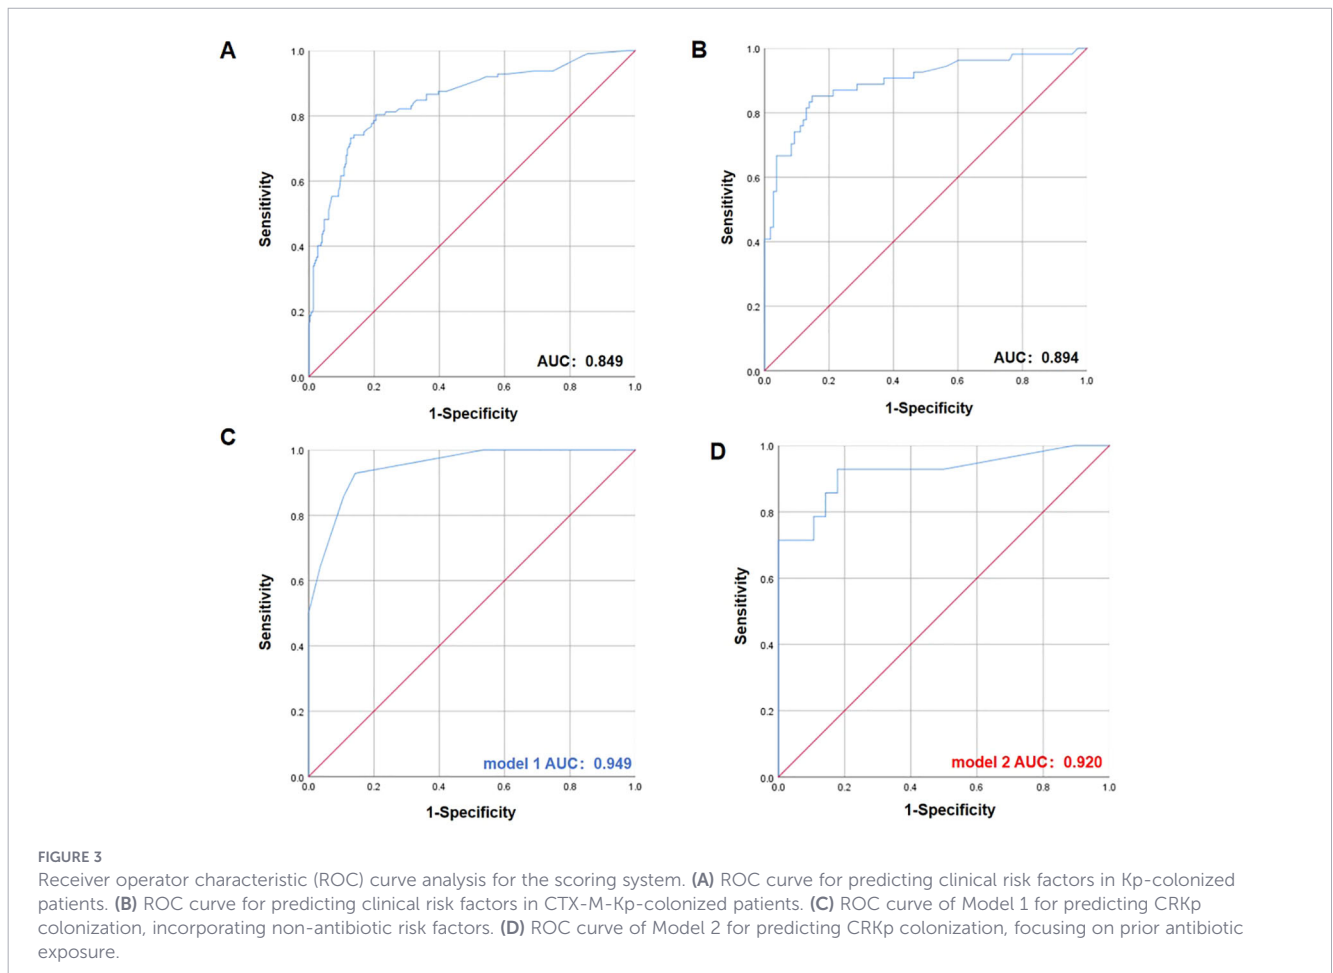 A
1.0
0.8
0.6
0.4
0.2
0.0
0.0 0.2 0.4 0.6 0.8 1.0
Sensitivity
1-Specificity
AUC: 0.849
B
1.0
0.8
0.6
0.4
0.2
0.0
0.0 0.2 0.4 0.6 0.8 1.0
Sensitivity
1-Specificity
AUC: 0.894
C
1.0
0.8
0.6
0.4
0.2
0.0
0.0 0.2 0.4 0.6 0.8 1.0
Sensitivity
1-Specificity
model 1 AUC: 0.949
D
1.0
0.8
0.6
0.4
0.2
0.0
0.0 0.2 0.4 0.6 0.8 1.0
Sensitivity
1-Specificity
model 2 AUC: 0.920
FIGURE 3
Receiver operator characteristic (ROC) curve analysis for the scoring system. (A) ROC curve for predicting clinical risk factors in Kp-colonized
patients. (B) ROC curve for predicting clinical risk factors in CTX-M-Kp-colonized patients. (C) ROC curve of Model 1 for predicting CRKp
colonization, incorporating non-antibiotic risk factors. (D) ROC curve of Model 2 for predicting CRKp colonization, focusing on prior antibiotic
exposure.